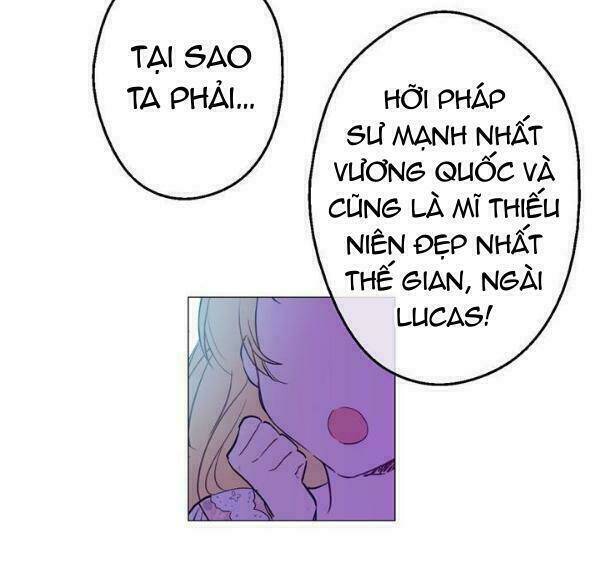 TẠI SAO
TA PHẢI...
HỠI PHÁP
SƯ MẠNH NHẤT
VƯƠNG QUỐC VÀ
CŨNG LÀ MĨ THIẾU
NIÊN ĐẸP NHẤT
THẾ GIAN, NGÀI
LUCAS!